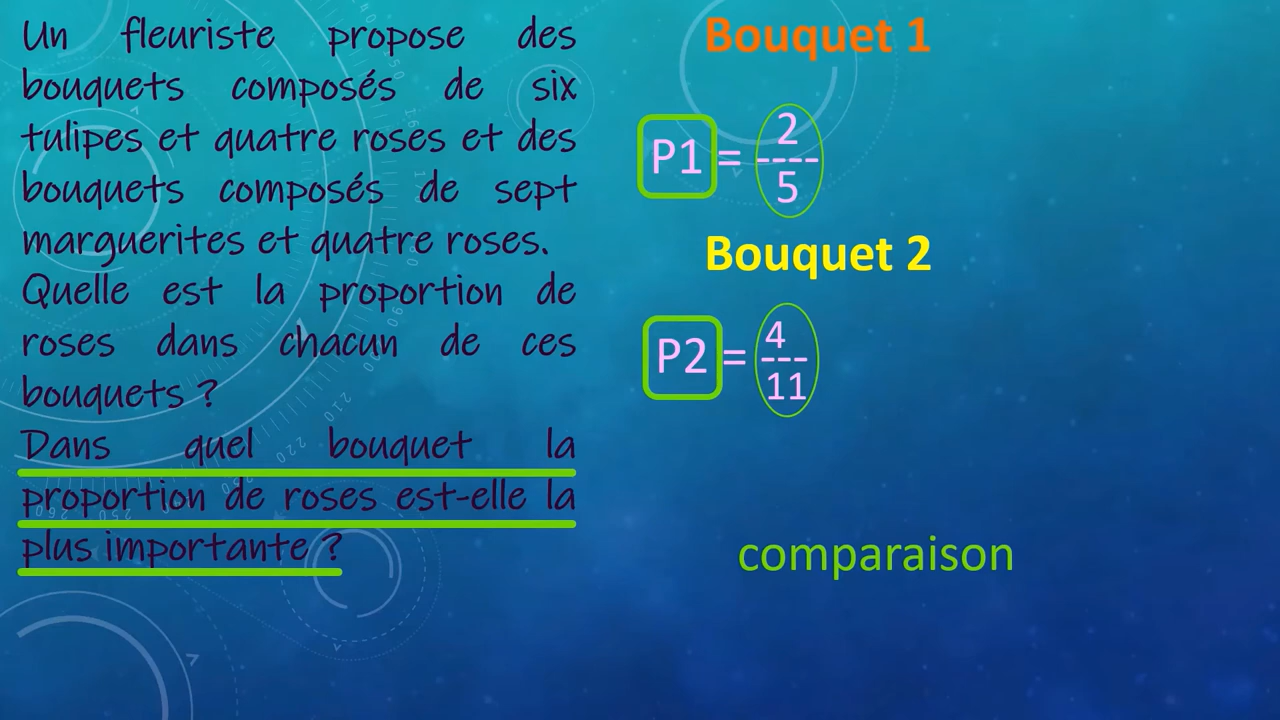 Un fleuriste propose des
bouquets composés de six
tulipes et quatre roses et des
bouquets composés de sept
marguerites et quatre roses.
Quelle est la proportion de
roses dans chacun de ces
bouquets ?
Dans quel bouquet la
proportion de roses est-elle la
plus importante ?
Bouquet 1
P1 = 2
----
5
Bouquet 2
P2 = 4
---
11
comparaison